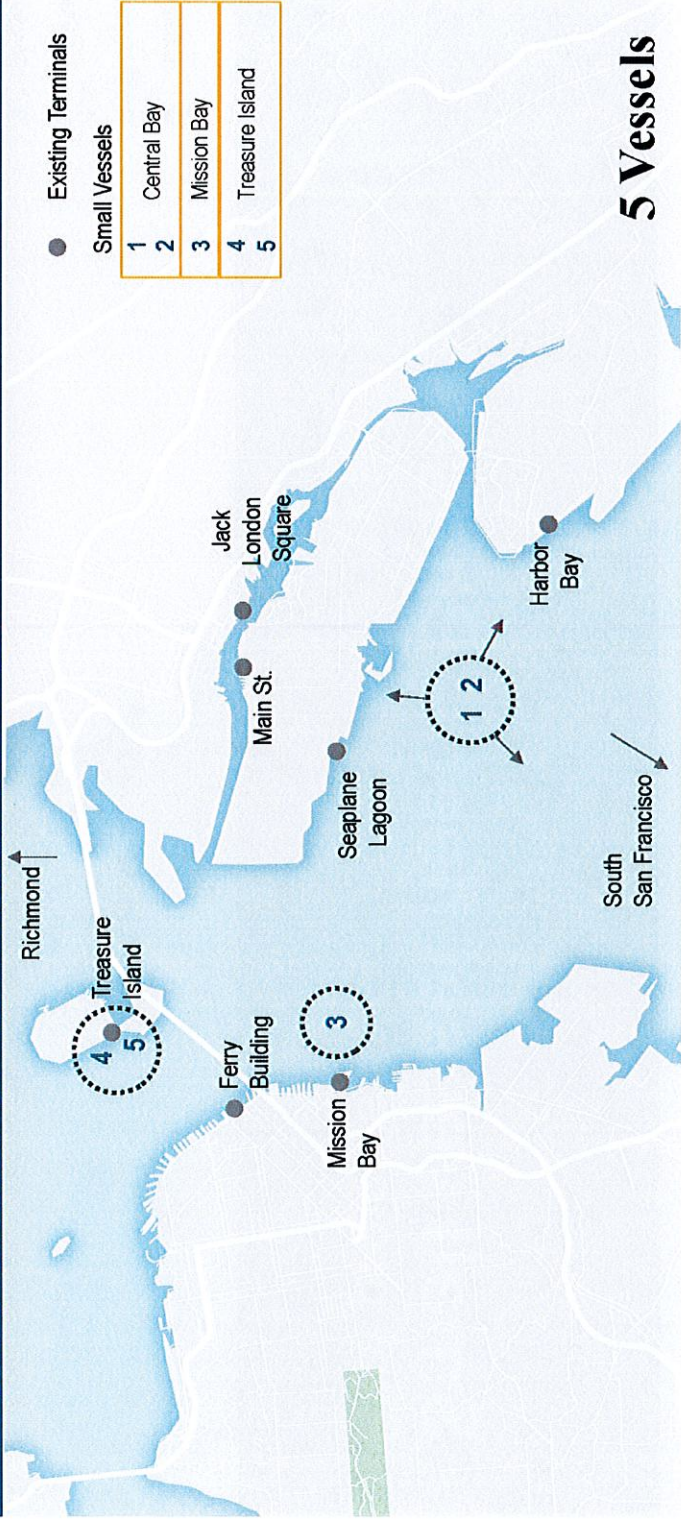 Existing Terminals
Small Vessels
1
2
Central Bay
3
Mission Bay
4
5
Treasure Island
Richmond
Treasure
Island
4
5
Ferry
Building
3
Mission
Bay
Jack
London
Square
Main St.
Seaplane
Lagoon
1 2
Harbor
Bay
South
San Francisco
5 Vessels